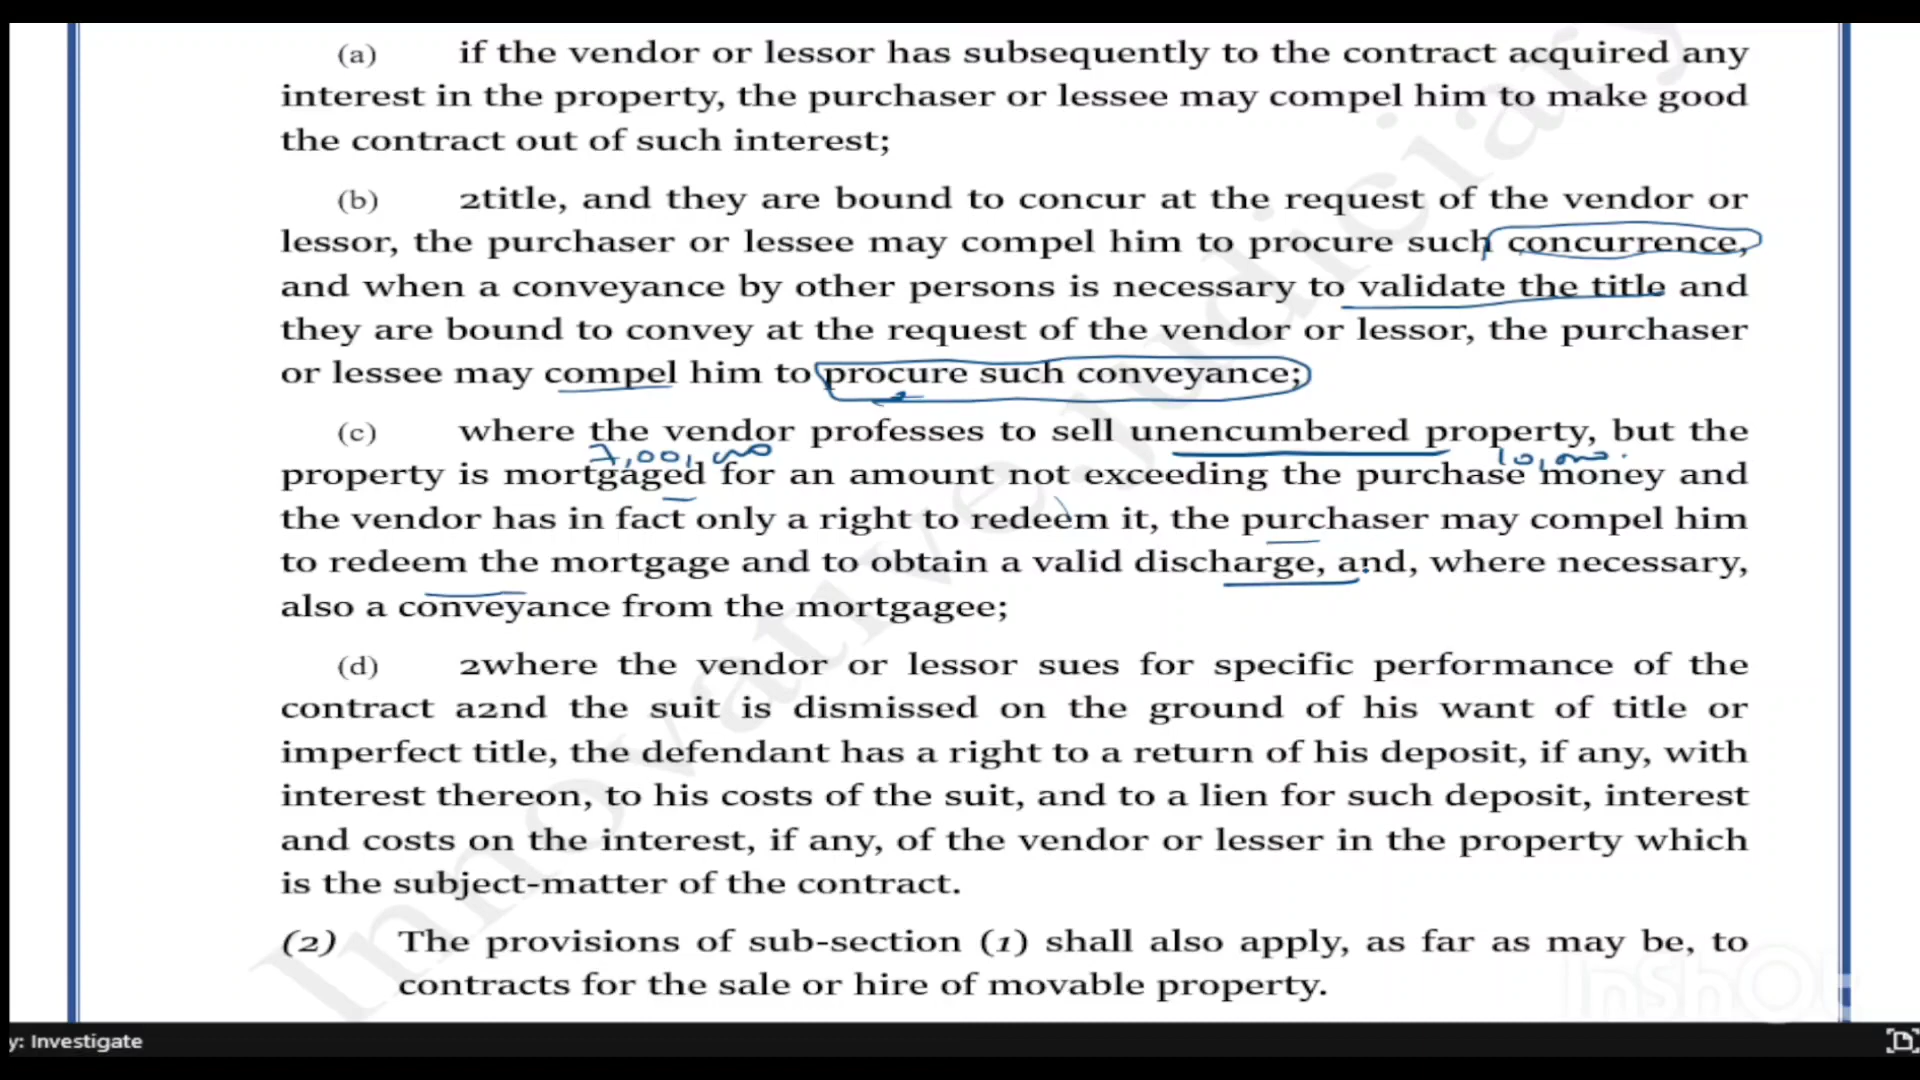 (a) if the vendor or lessor has subsequently to the contract acquired any
interest in the property, the purchaser or lessee may compel him to make good
the contract out of such interest;
(b) 2title, and they are bound to concur at the request of the vendor or
lessor, the purchaser or lessee may compel him to procure such concurrence,
and when a conveyance by other persons is necessary to validate the title and
they are bound to convey at the request of the vendor or lessor, the purchaser
or lessee may compel him to procure such conveyance;
(c) where the vendor professes to sell unencumbered property, but the
property is mortgaged for an amount not exceeding the purchase money and
the vendor has in fact only a right to redeem it, the purchaser may compel him
to redeem the mortgage and to obtain a valid discharge, and, where necessary,
also a conveyance from the mortgagee;
(d) 2where the vendor or lessor sues for specific performance of the
contract a2nd the suit is dismissed on the ground of his want of title or
imperfect title, the defendant has a right to a return of his deposit, if any, with
interest thereon, to his costs of the suit, and to a lien for such deposit, interest
and costs on the interest, if any, of the vendor or lesser in the property which
is the subject-matter of the contract.
(2) The provisions of sub-section (1) shall also apply, as far as may be, to
contracts for the sale or hire of movable property.
Innovative Judiciary
InShOt
y: Investigate